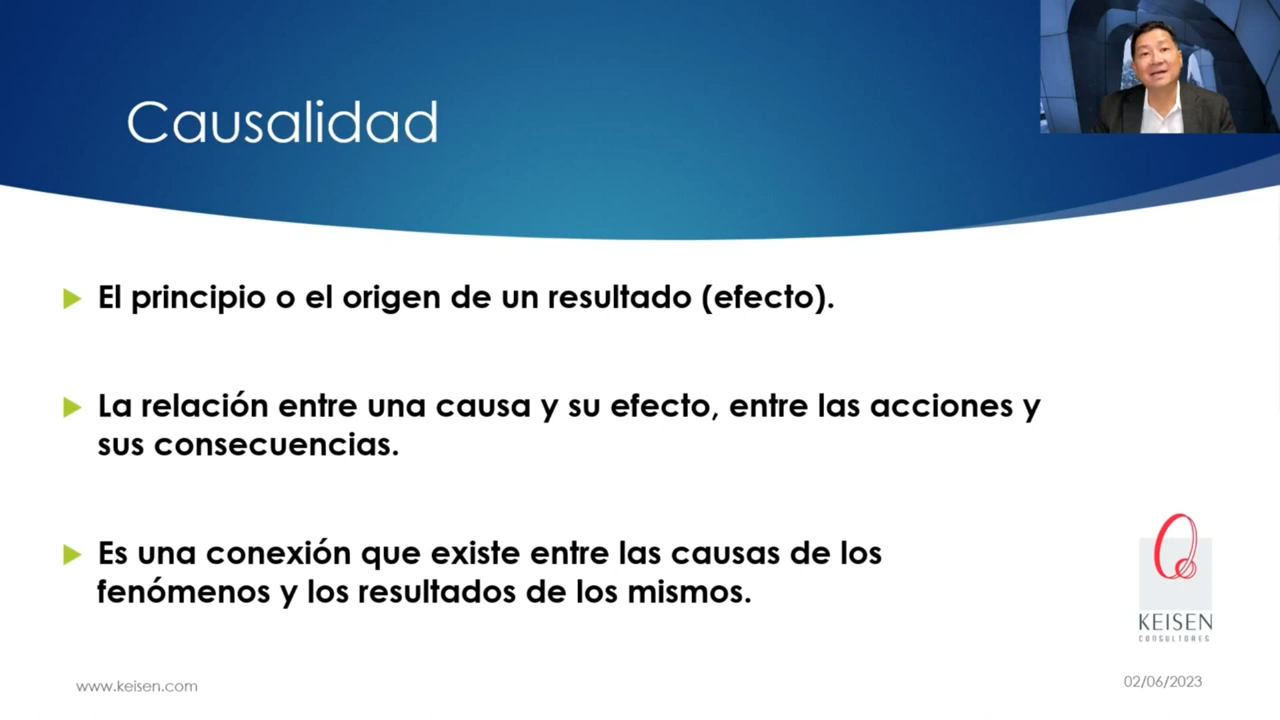 Causalidad
El principio o el origen de un resultado (efecto).
La relación entre una causa y su efecto, entre las acciones y
sus consecuencias.
Es una conexión que existe entre las causas de los
fenómenos y los resultados de los mismos.
KEISEN
CONSULTORES
www.keisen.com
02/06/2023